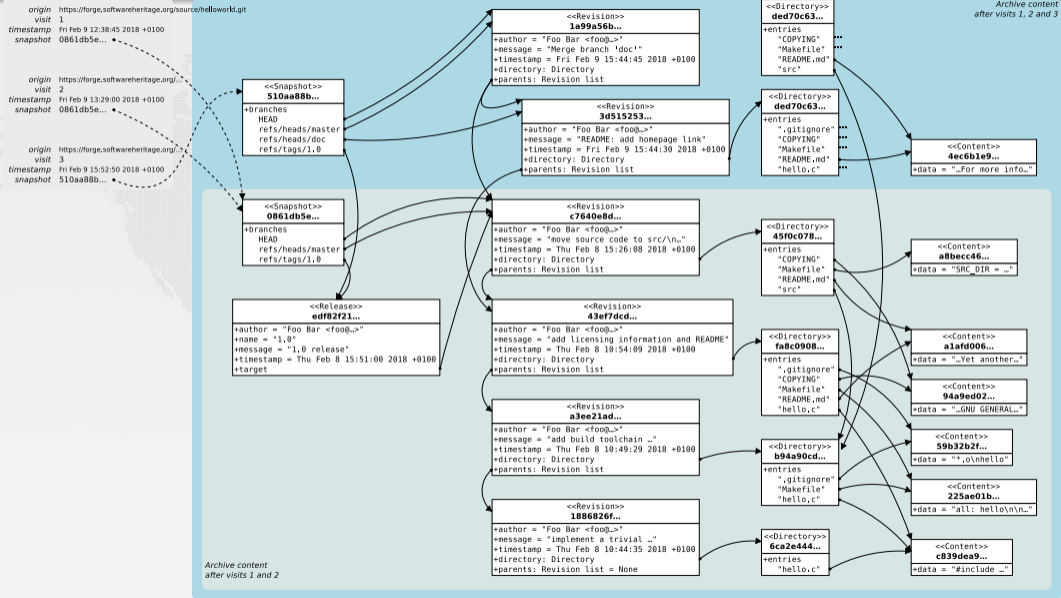 origin https://forge.softwareheritage.org/source/helloworld.git
visit 1
timestamp Fri Feb 9 12:38:45 2018 +0100
snapshot 0861db5e...
origin https://forge.softwareheritage.org/...
visit 2
timestamp Fri Feb 9 13:29:00 2018 +0100
snapshot 0861db5e...
origin https://forge.softwareheritage.org/...
visit 3
timestamp Fri Feb 9 15:52:50 2018 +0100
snapshot 510aa88b...
<<Snapshot>>
510aa88b...
+branches
HEAD
refs/heads/master
refs/heads/doc
refs/tags/1.0
<<Snapshot>>
0861db5e...
+branches
HEAD
refs/heads/master
refs/tags/1.0
<<Release>>
edf82f21...
+author = "Foo Bar <foo@…>"
+name = "1.0"
+message = "1.0 release"
+timestamp = Thu Feb 8 15:51:00 2018 +0100
+target
<<Revision>>
1a99a56b...
+author = "Foo Bar <foo@…>"
+message = "Merge branch 'doc'"
+timestamp = Fri Feb 9 15:44:45 2018 +0100
+directory: Directory
+parents: Revision list
<<Revision>>
3d515253...
+author = "Foo Bar <foo@…>"
+message = "README: add homepage link"
+timestamp = Fri Feb 9 15:44:30 2018 +0100
+directory: Directory
+parents: Revision list
<<Revision>>
c7640e8d...
+author = "Foo Bar <foo@…>"
+message = "move source code to src/\n…"
+timestamp = Thu Feb 8 15:26:08 2018 +0100
+directory: Directory
+parents: Revision list
<<Revision>>
43ef7dcd...
+author = "Foo Bar <foo@…>"
+message = "add licensing information and README"
+timestamp = Thu Feb 8 10:54:09 2018 +0100
+directory: Directory
+parents: Revision list
<<Revision>>
a3ee21ad...
+author = "Foo Bar <foo@…>"
+message = "add build toolchain …"
+timestamp = Thu Feb 8 10:49:29 2018 +0100
+directory: Directory
+parents: Revision list
<<Revision>>
1886826f...
+author = "Foo Bar <foo@…>"
+message = "implement a trivial …"
+timestamp = Thu Feb 8 10:44:35 2018 +0100
+directory: Directory
+parents: Revision list = None
<<Directory>>
ded70c63...
+entries
"COPYING"
"Makefile"
"README.md"
"src"
<<Directory>>
ded70c63...
+entries
".gitignore"
"COPYING"
"Makefile"
"README.md"
"hello.c"
<<Directory>>
45f0c078...
+entries
"COPYING"
"Makefile"
"README.md"
"src"
<<Directory>>
fa8c0908...
+entries
".gitignore"
"COPYING"
"Makefile"
"README.md"
"hello.c"
<<Directory>>
b94a90cd...
+entries
".gitignore"
"Makefile"
"hello.c"
<<Directory>>
6ca2e444...
+entries
"hello.c"
<<Content>>
4ec6b1e9...
+data = "…For more info…"
<<Content>>
a8becc46...
+data = "SRC_DIR = …"
<<Content>>
a1afd006...
+data = "…Yet another…"
<<Content>>
94a9ed02...
+data = "…GNU GENERAL…"
<<Content>>
59b32b2f...
+data = "*.o\nhello"
<<Content>>
225ae01b...
+data = "all: hello\n\n…"
<<Content>>
c839dea9...
+data = "#include …"
Archive content
after visits 1, 2 and 3
Archive content
after visits 1 and 2